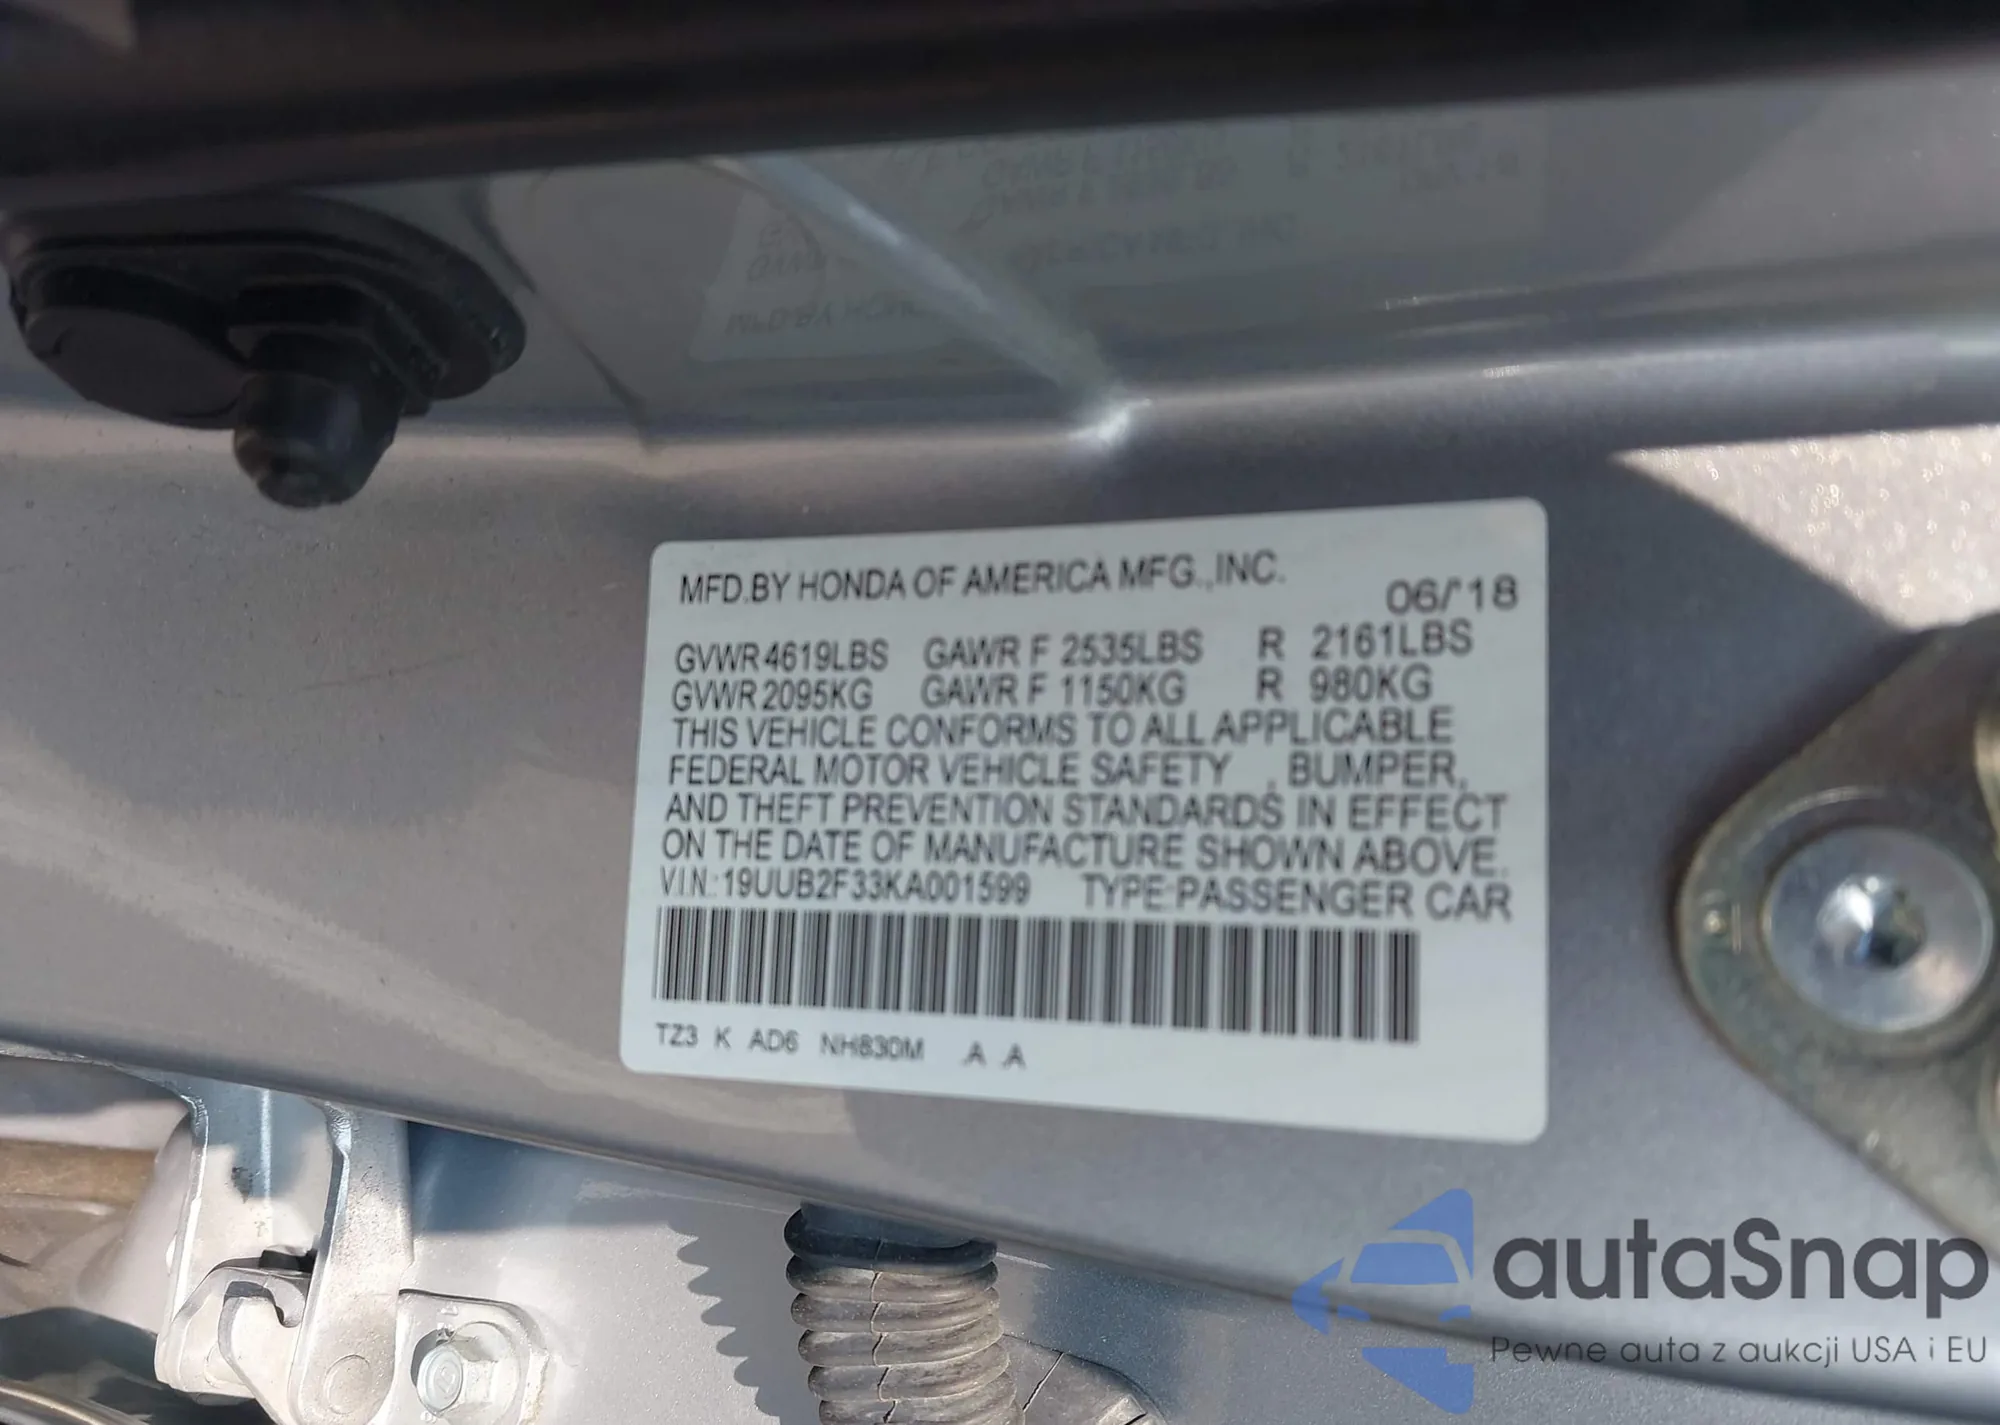 MFD.BY HONDA OF AMERICA MFG.,INC. 06/'18
GVWR 4619LBS GAWR F 2535LBS R 2161LBS
GVWR 2095KG GAWR F 1150KG R 980KG
THIS VEHICLE CONFORMS TO ALL APPLICABLE
FEDERAL MOTOR VEHICLE SAFETY , BUMPER,
AND THEFT PREVENTION STANDARDS IN EFFECT
ON THE DATE OF MANUFACTURE SHOWN ABOVE.
V.I.N.: 19UUB2F33KA001599 TYPE:PASSENGER CAR
TZ3 K AD6 NH830M A A
autaSnap
Pewne auta z aukcji USA i EU